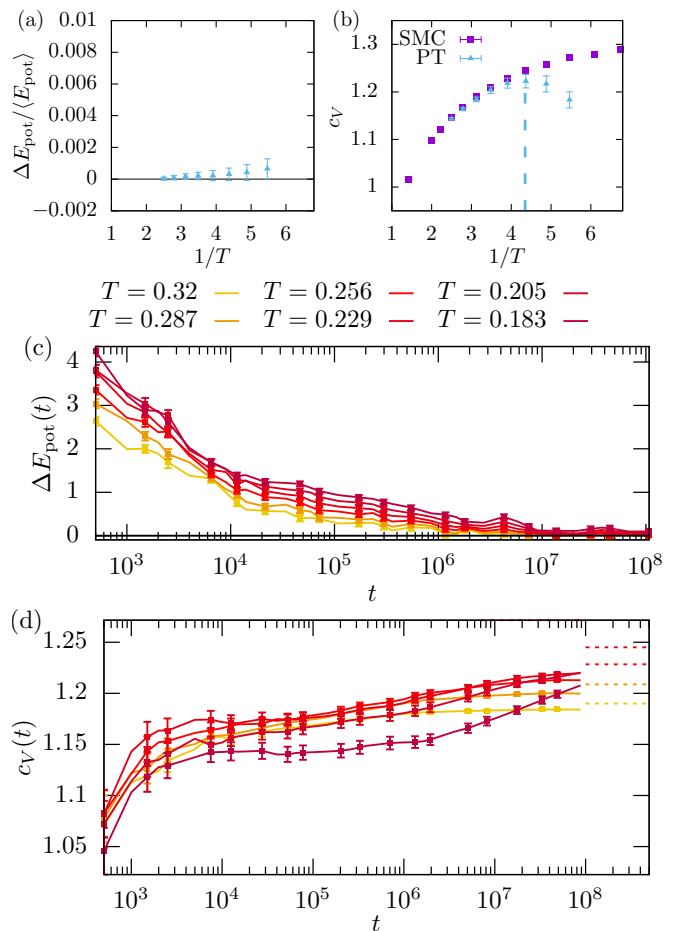 (a)
0.01
0.008
0.006
0.004
0.002
0
−0.002
ΔE_pot/⟨E_pot⟩
1 2 3 4 5 6
1/T
(b)
SMC
PT
1.3
1.2
1.1
1
c_V
1 2 3 4 5 6
1/T
T = 0.32 T = 0.256 T = 0.205
T = 0.287 T = 0.229 T = 0.183
(c)
4
3
2
1
0
ΔE_pot(t)
10^3 10^4 10^5 10^6 10^7 10^8
t
(d)
1.25
1.2
1.15
1.1
1.05
c_V(t)
10^3 10^4 10^5 10^6 10^7 10^8
t